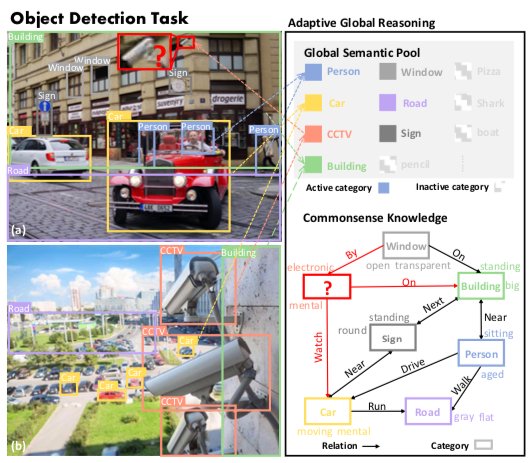 Object Detection Task
Building
Window
Window
?
Sign
Sign
suvenýry
drogerie
Car
Car
Person
Person
Person
Road
(a)
CCTV
Building
CCTV
Car
Car
Car
Car
CCTV
Road
(b)
Adaptive Global Reasoning
Global Semantic Pool
Person
Window
Pizza
Car
Road
Shark
CCTV
Sign
boat
Building
pencil
Active category
Inactive category
Commonsense Knowledge
Window
open transparent
By
On
electronic
?
mental
On
standing
Building
big
Watch
standing
round
Sign
Next
Near
Near
sitting
Person
aged
Drive
Walk
Car
moving mental
Run
Road
gray flat
Relation
Category